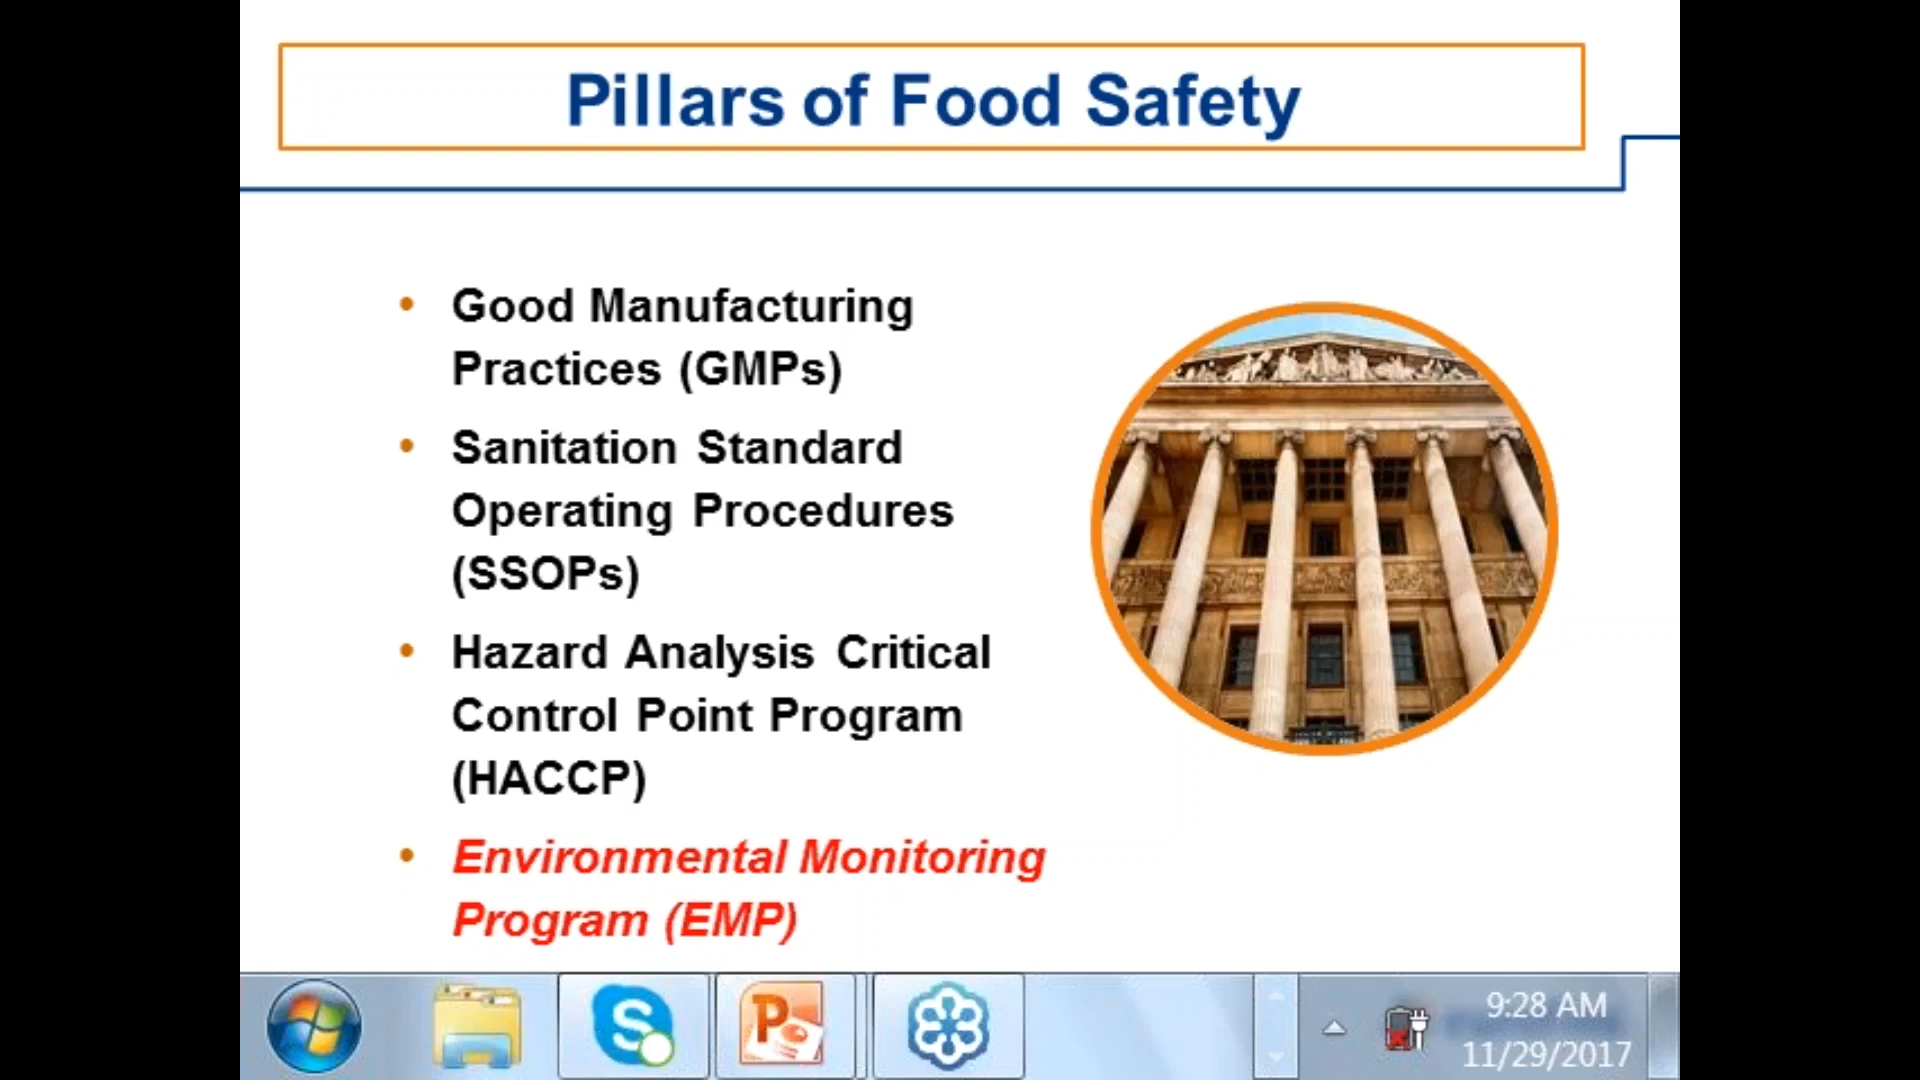 Pillars of Food Safety
• Good Manufacturing
Practices (GMPs)
• Sanitation Standard
Operating Procedures
(SSOPs)
• Hazard Analysis Critical
Control Point Program
(HACCP)
• Environmental Monitoring
Program (EMP)
9:28 AM
11/29/2017